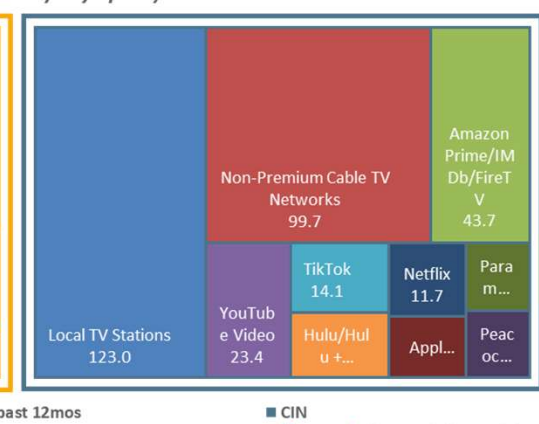 Local TV Stations
123.0
Non-Premium Cable TV
Networks
99.7
Amazon
Prime/IM
Db/FireT
V
43.7
YouTub
e Video
23.4
TikTok
14.1
Hulu/Hul
u +...
Netflix
11.7
Appl...
Para
m...
Peac
oc...
past 12mos
CIN